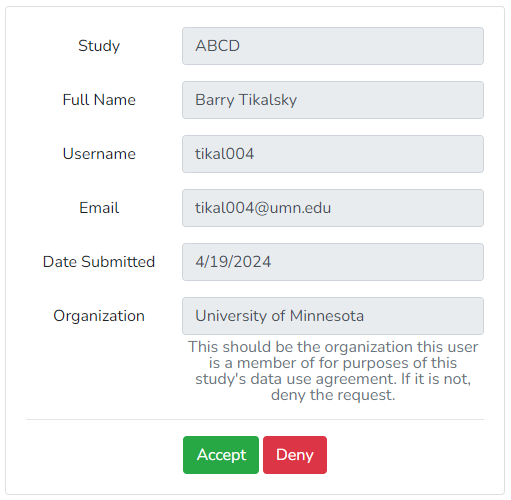 Study ABCD
Full Name Barry Tikalsky
Username tikal004
Email tikal004@umn.edu
Date Submitted 4/19/2024
Organization University of Minnesota
This should be the organization this user
is a member of for purposes of this
study's data use agreement. If it is not,
deny the request.
Accept Deny